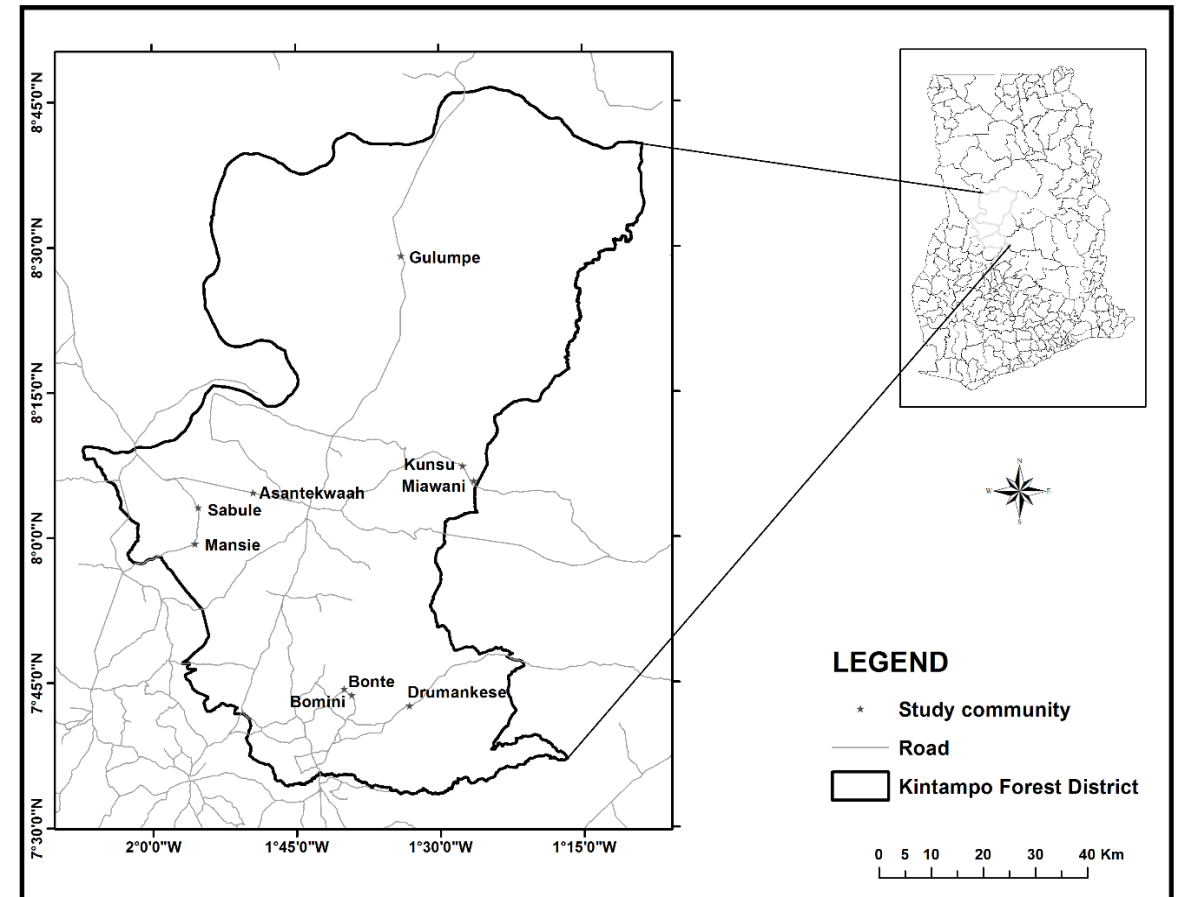 8°45'0"N
8°30'0"N
8°15'0"N
8°0'0"N
7°45'0"N
7°30'0"N
Gulumpe
Kunsu
Miawani
Asantekwaah
Sabule
Mansie
Bonte
Bomini
Drumankese
2°0'0"W
1°45'0"W
1°30'0"W
1°15'0"W
N
W
E
S
LEGEND
Study community
Road
Kintampo Forest District
0 5 10 20 30 40 Km